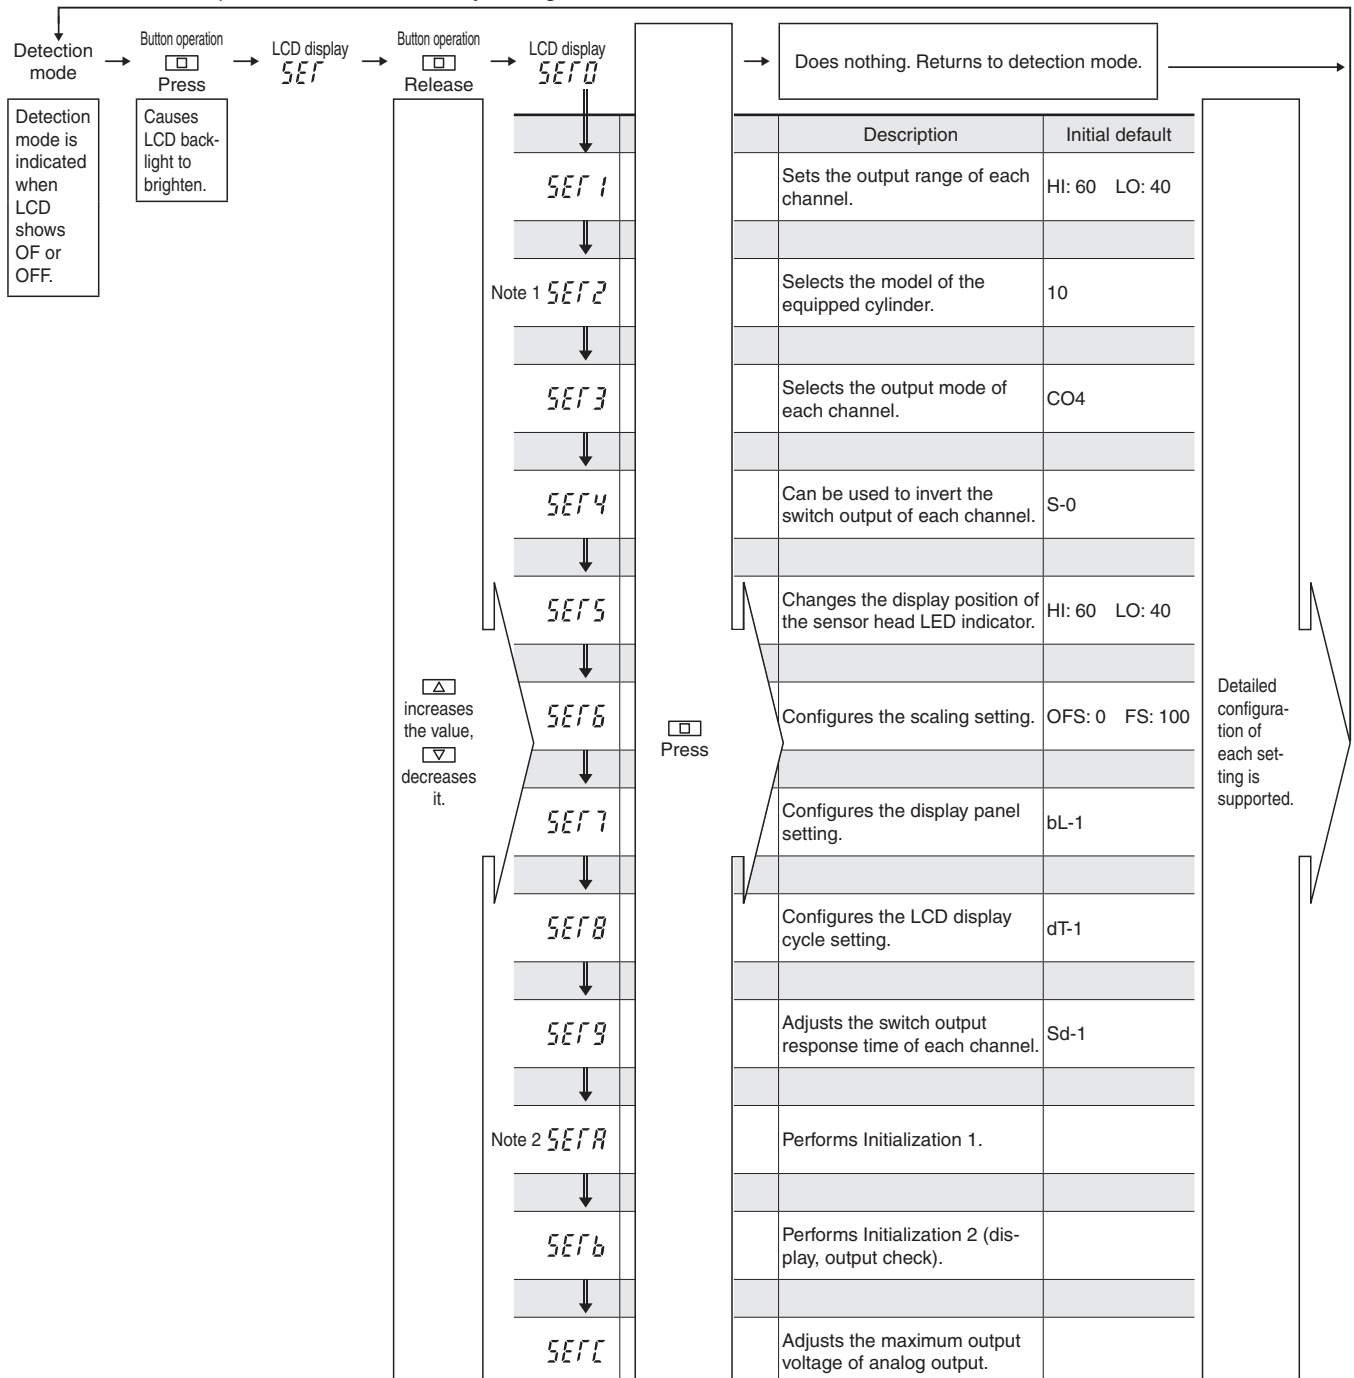 Detection
mode
Button operation
Press
LCD display
SET
Button operation
Release
LCD display
SET0
Does nothing. Returns to detection mode.
Detection
mode is
indicated
when
LCD
shows
OF or
OFF.
Causes
LCD back-
light to
brighten.
Description
Initial default
SET1
Sets the output range of each
channel.
HI: 60 LO: 40
Note 1 SET2
Selects the model of the
equipped cylinder.
10
SET3
Selects the output mode of
each channel.
CO4
SET4
Can be used to invert the
switch output of each channel.
S-0
SET5
Changes the display position of
the sensor head LED indicator.
HI: 60 LO: 40
increases
the value,
decreases
it.
SET6
Press
Configures the scaling setting.
OFS: 0 FS: 100
Detailed
configura-
tion of
each set-
ting is
supported.
SET7
Configures the display panel
setting.
bL-1
SET8
Configures the LCD display
cycle setting.
dT-1
SET9
Adjusts the switch output
response time of each channel.
Sd-1
Note 2 SETA
Performs Initialization 1.
SETb
Performs Initialization 2 (dis-
play, output check).
SETC
Adjusts the maximum output
voltage of analog output.